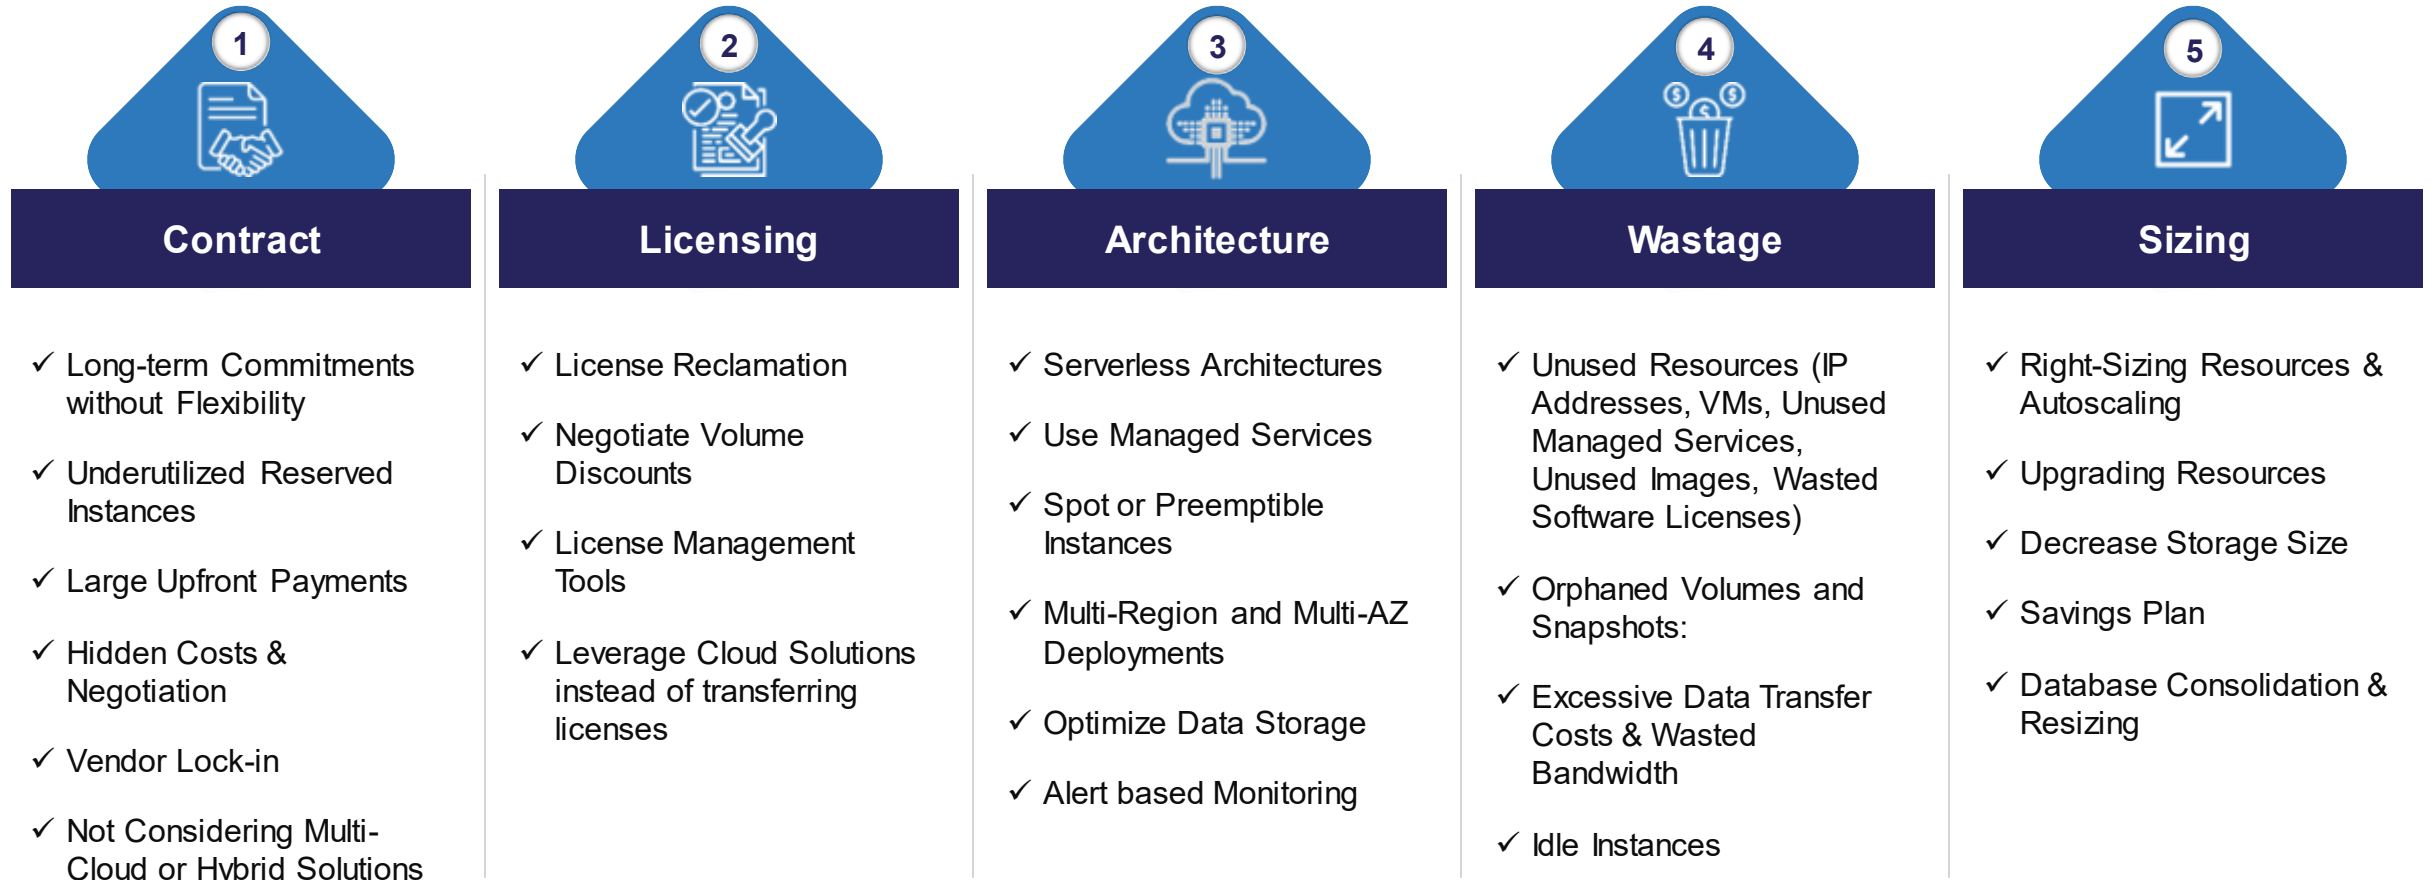 1
Contract
✓ Long-term Commitments
without Flexibility
✓ Underutilized Reserved
Instances
✓ Large Upfront Payments
✓ Hidden Costs &
Negotiation
✓ Vendor Lock-in
✓ Not Considering Multi-
Cloud or Hybrid Solutions
2
Licensing
✓ License Reclamation
✓ Negotiate Volume
Discounts
✓ License Management
Tools
✓ Leverage Cloud Solutions
instead of transferring
licenses
3
Architecture
✓ Serverless Architectures
✓ Use Managed Services
✓ Spot or Preemptible
Instances
✓ Multi-Region and Multi-AZ
Deployments
✓ Optimize Data Storage
✓ Alert based Monitoring
4
$ $ $
Wastage
✓ Unused Resources (IP
Addresses, VMs, Unused
Managed Services,
Unused Images, Wasted
Software Licenses)
✓ Orphaned Volumes and
Snapshots:
✓ Excessive Data Transfer
Costs & Wasted
Bandwidth
✓ Idle Instances
5
Sizing
✓ Right-Sizing Resources &
Autoscaling
✓ Upgrading Resources
✓ Decrease Storage Size
✓ Savings Plan
✓ Database Consolidation &
Resizing